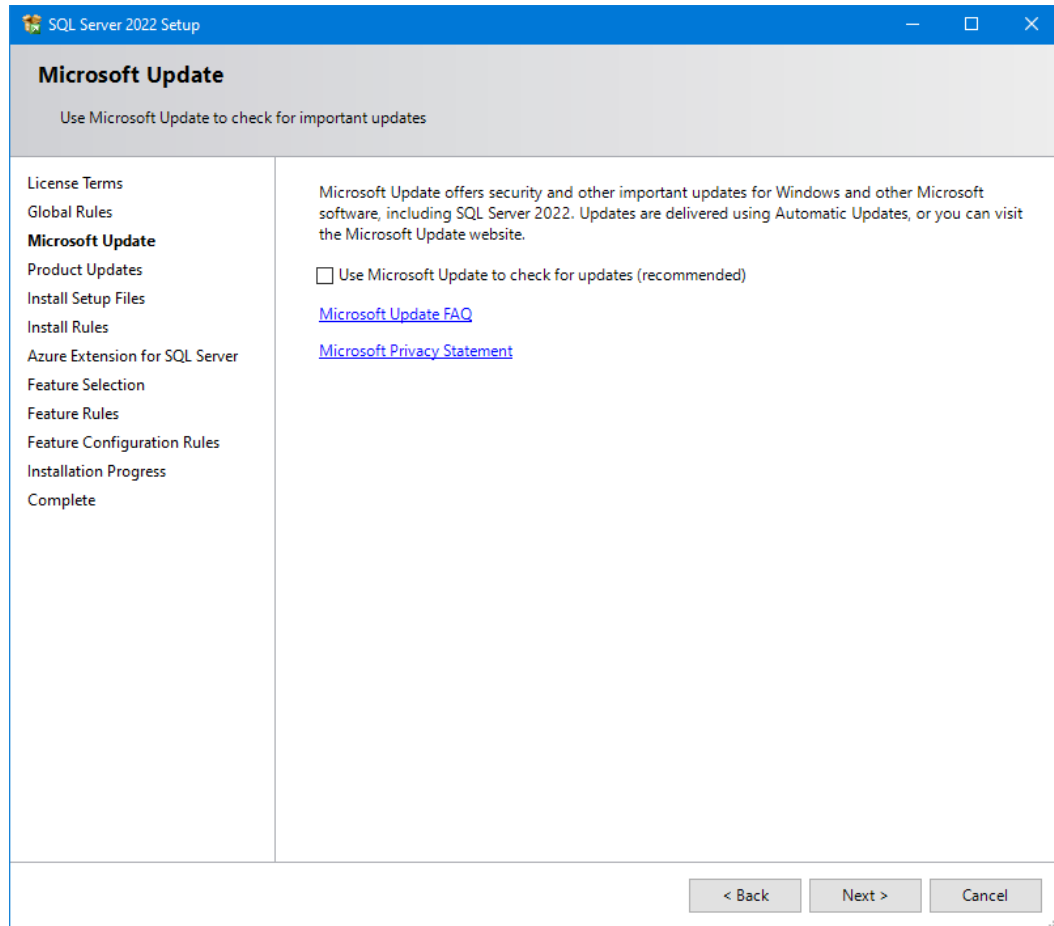 SQL Server 2022 Setup
Microsoft Update
Use Microsoft Update to check for important updates
License Terms
Global Rules
Microsoft Update
Product Updates
Install Setup Files
Install Rules
Azure Extension for SQL Server
Feature Selection
Feature Rules
Feature Configuration Rules
Installation Progress
Complete
Microsoft Update offers security and other important updates for Windows and other Microsoft
software, including SQL Server 2022. Updates are delivered using Automatic Updates, or you can visit
the Microsoft Update website.
Use Microsoft Update to check for updates (recommended)
Microsoft Update FAQ
Microsoft Privacy Statement
< Back
Next >
Cancel